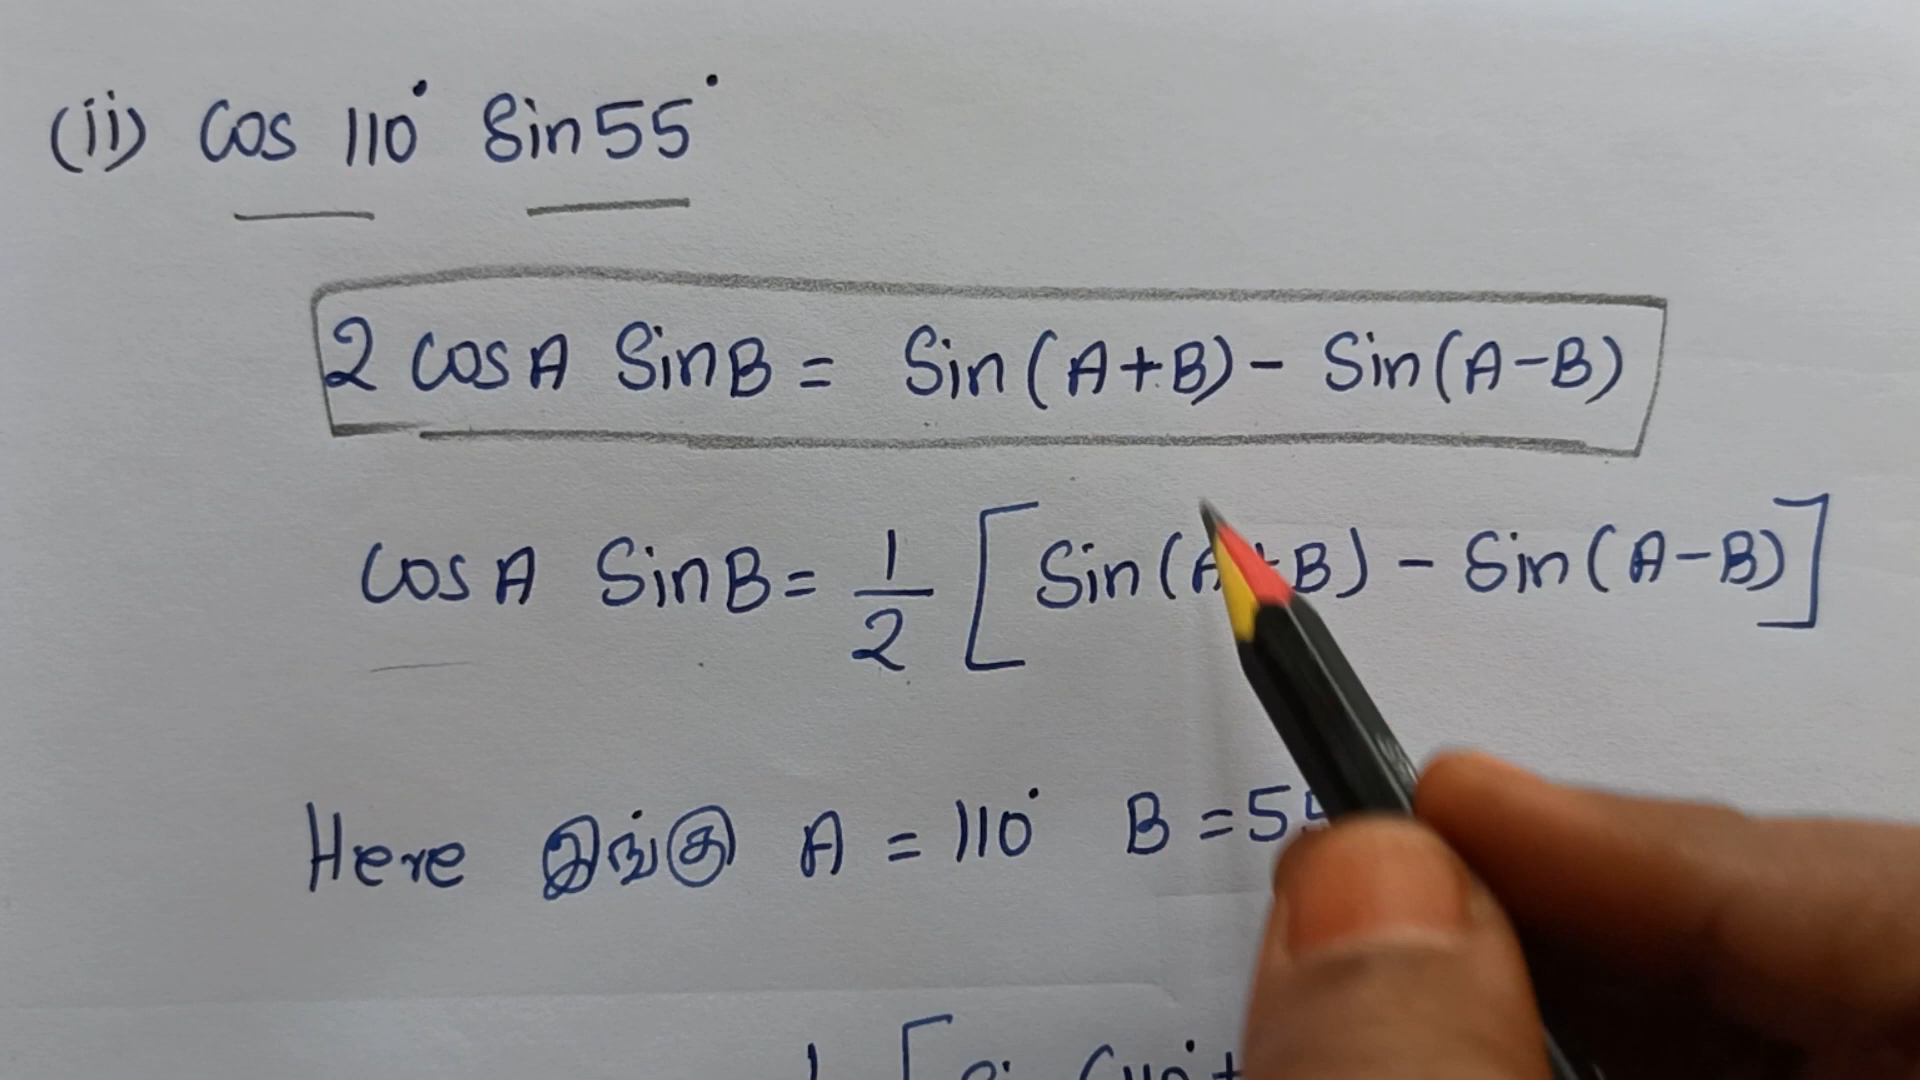 (ii) Cos 110° Sin 55°
2 cos A Sin B = Sin (A+B) - Sin (A-B)
Cos A Sin B = 1/2 [Sin (A+B) - Sin (A-B)]
Here இங்கு A = 110° B = 55